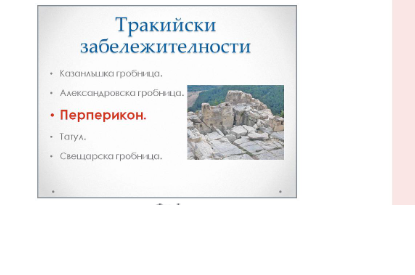 Тракийски
забележителности
• Казанлъшка гробница.
• Александровска гробница.
• Перперикон.
• Татул.
• Свещарска гробница.